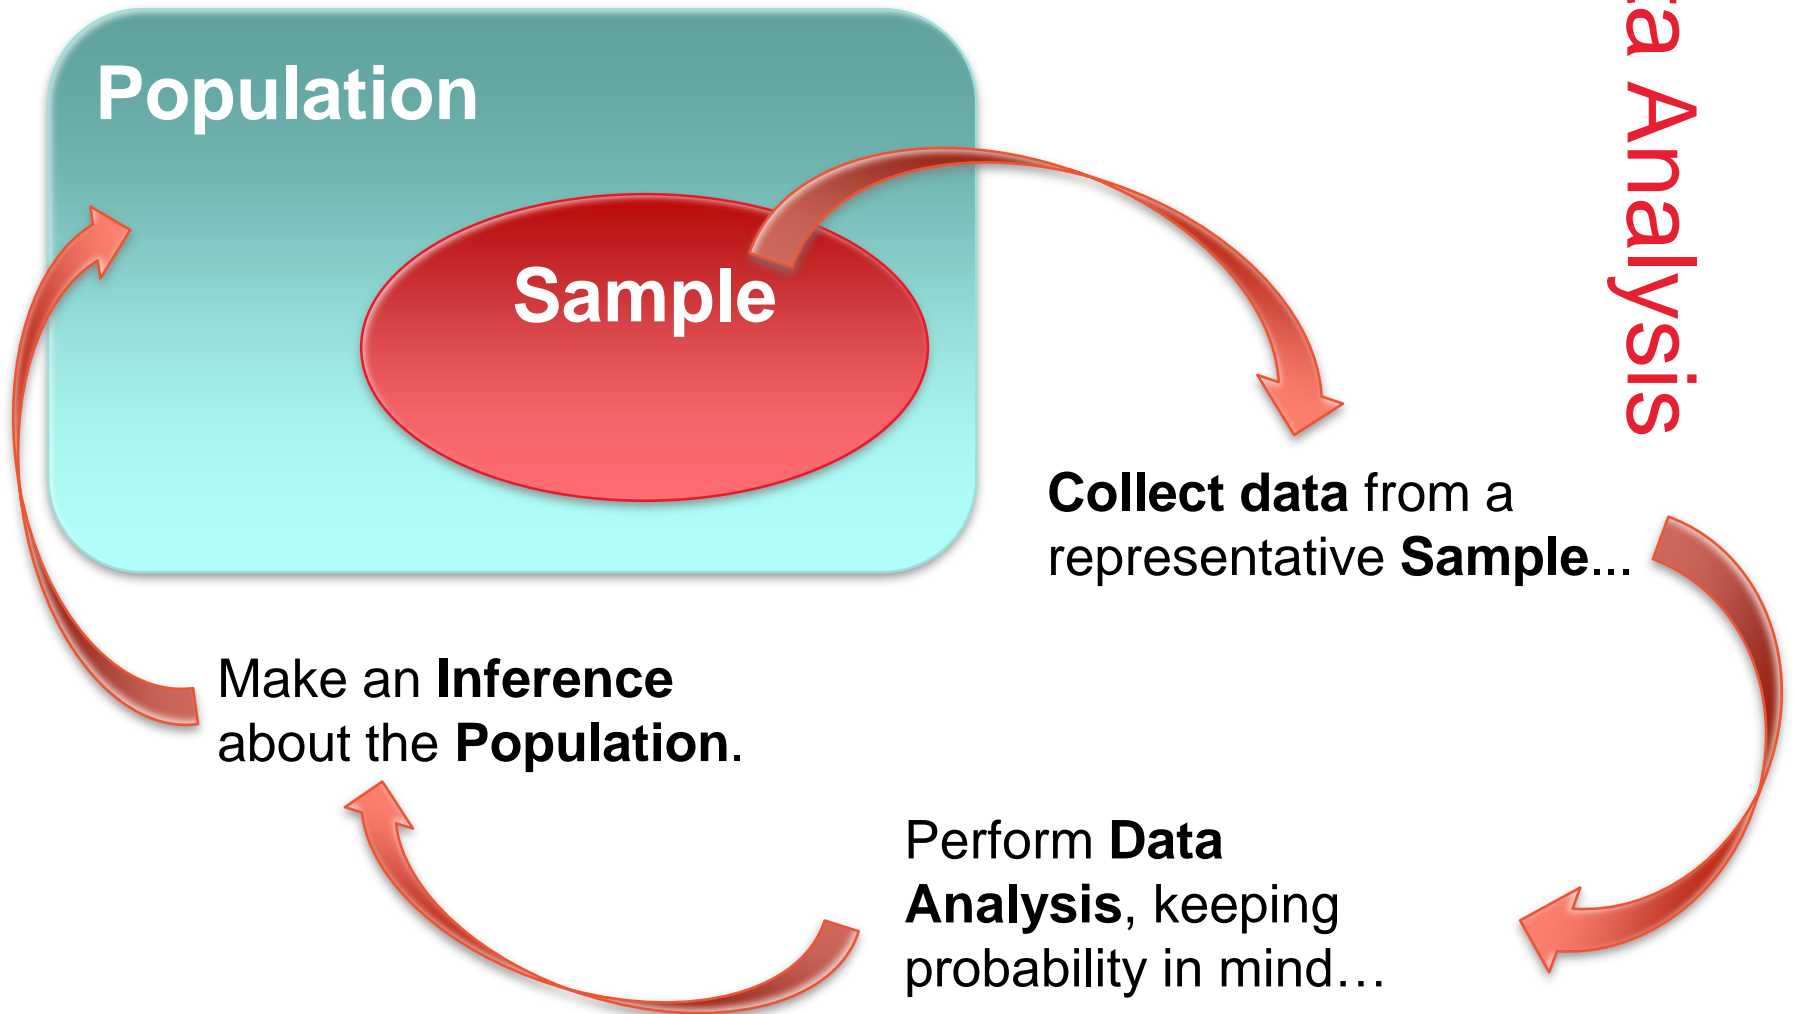 Population
Sample
Analysis
Collect data from a
representative Sample...
Make an Inference
about the Population.
Perform Data
Analysis, keeping
probability in mind…